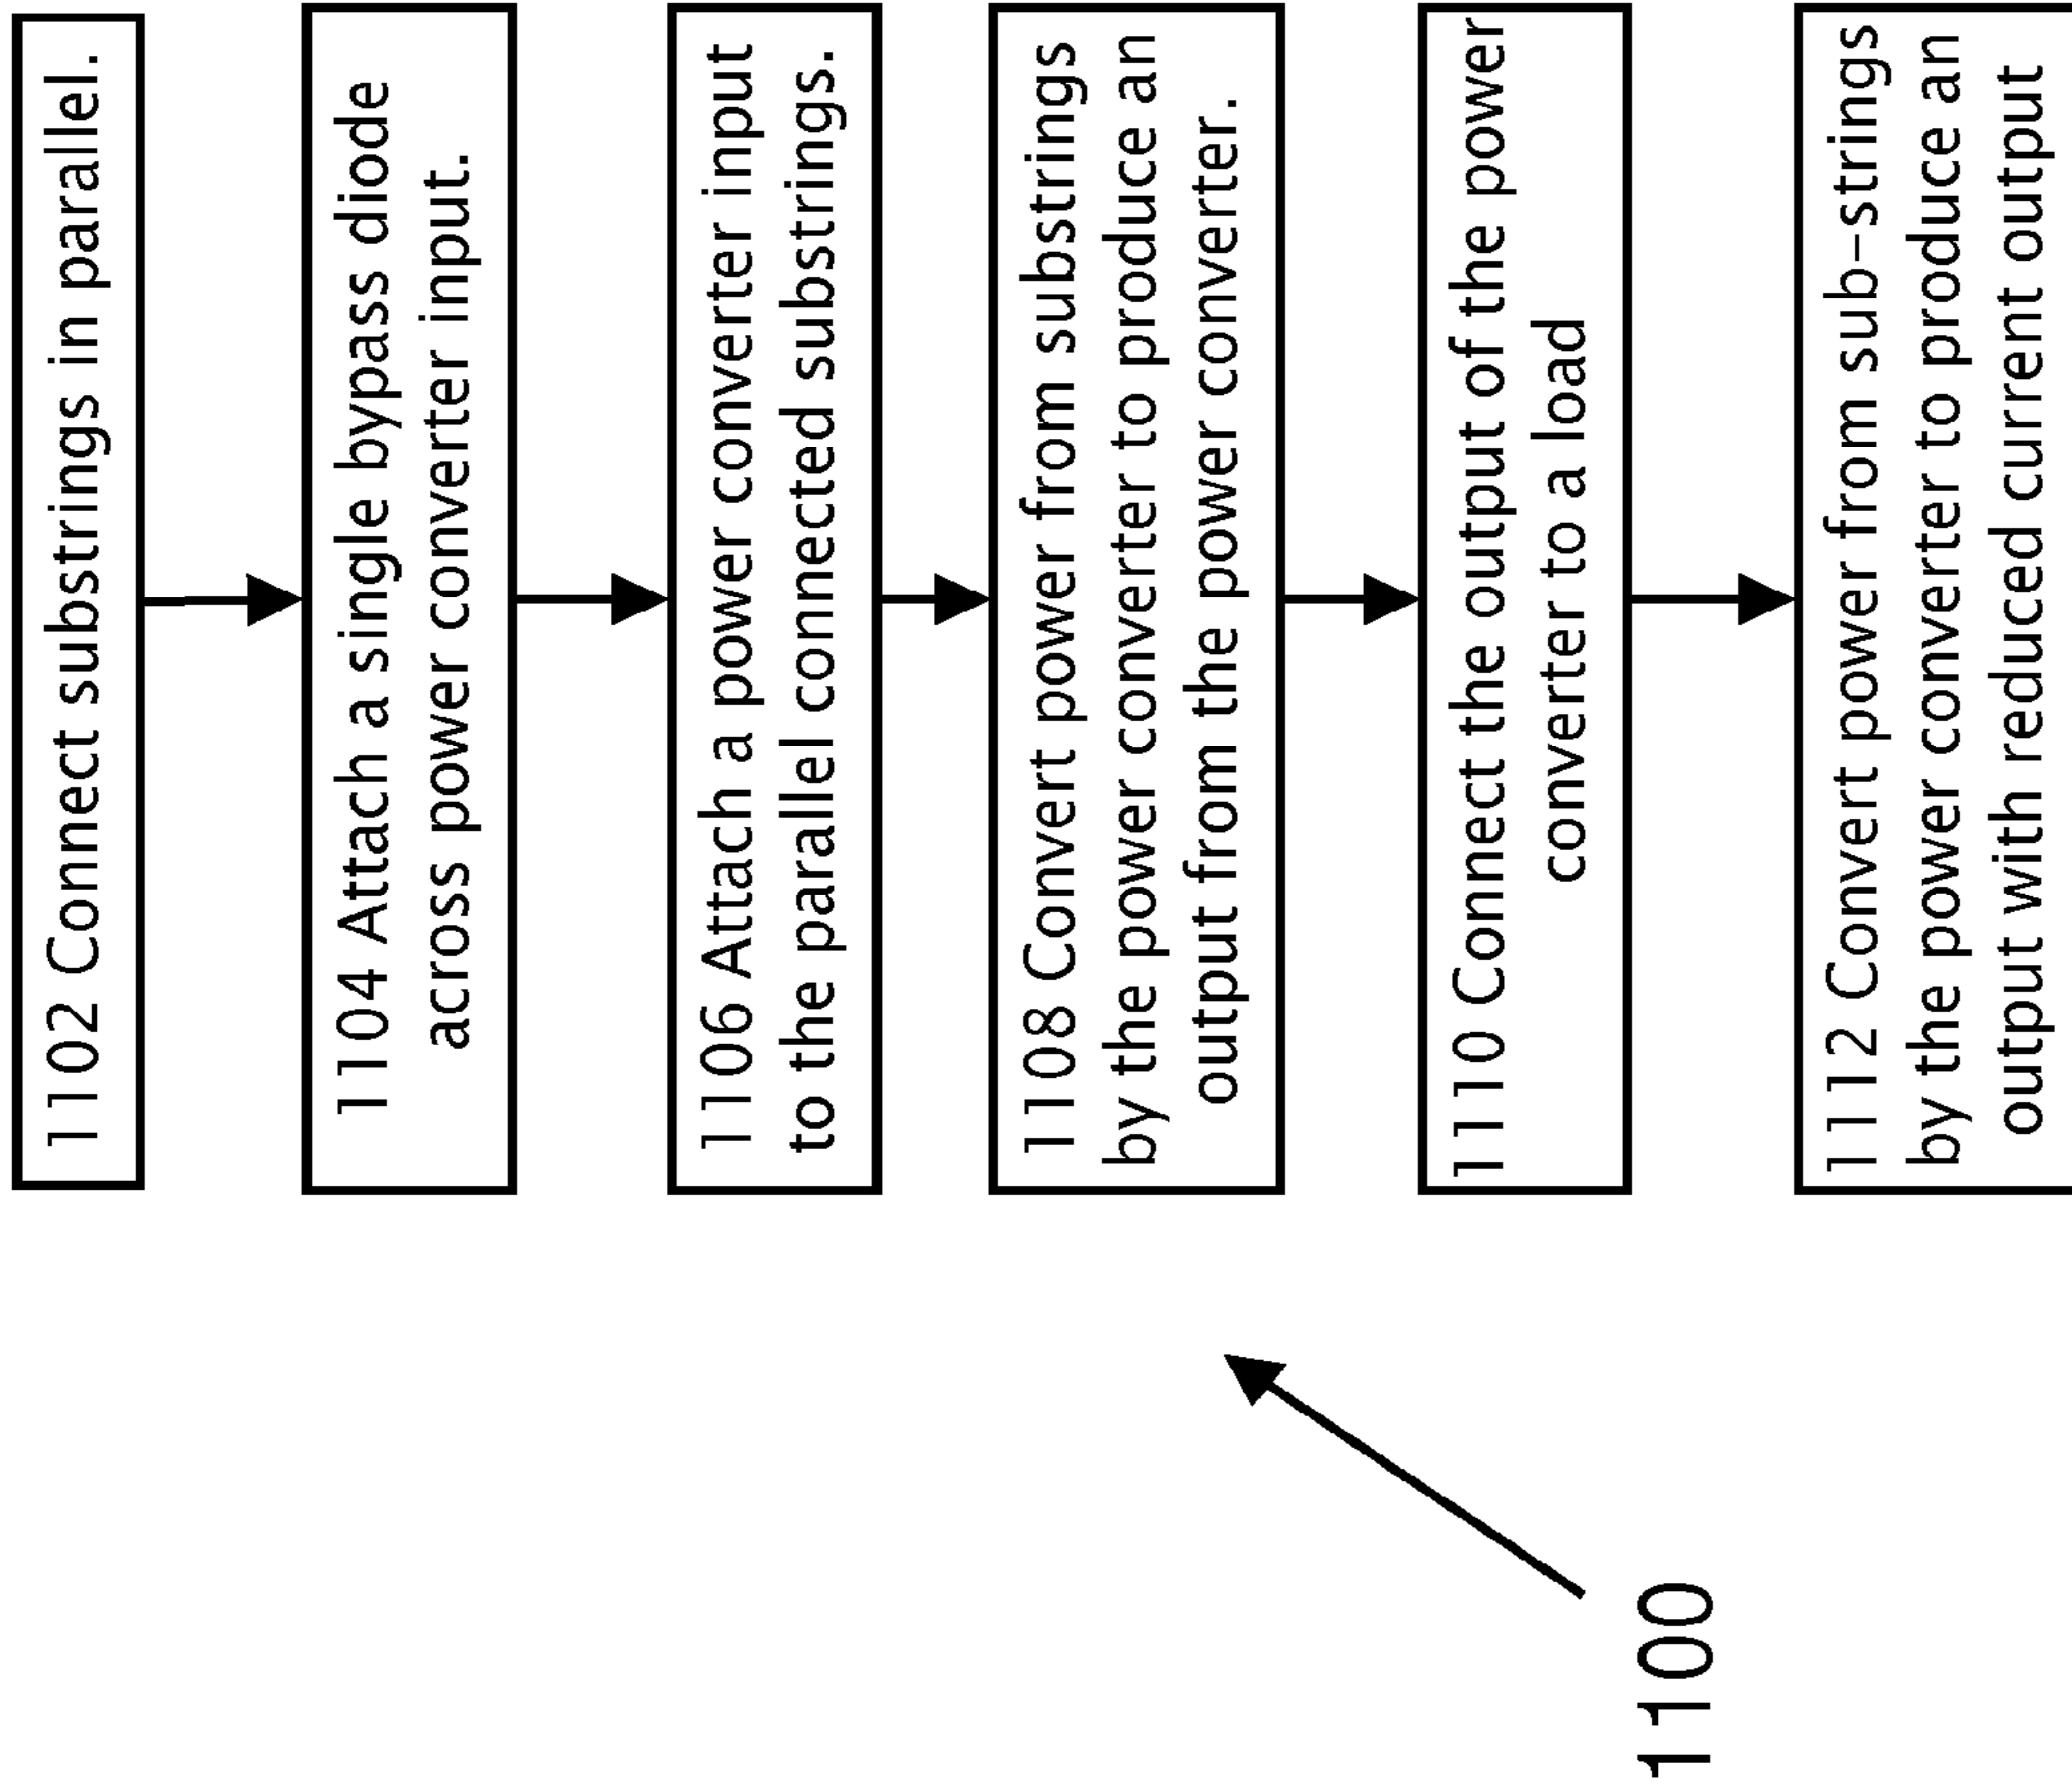 1102 Connect substrings in parallel.
1104 Attach a single bypass diode
across power converter input.
1106 Attach a power converter input
to the parallel connected substrings.
1108 Convert power from substrings
by the power converter to produce an
output from the power converter.
1110 Connect the output of the power
converter to a load
1112 Convert power from sub-strings
by the power converter to produce an
output with reduced current output
1100